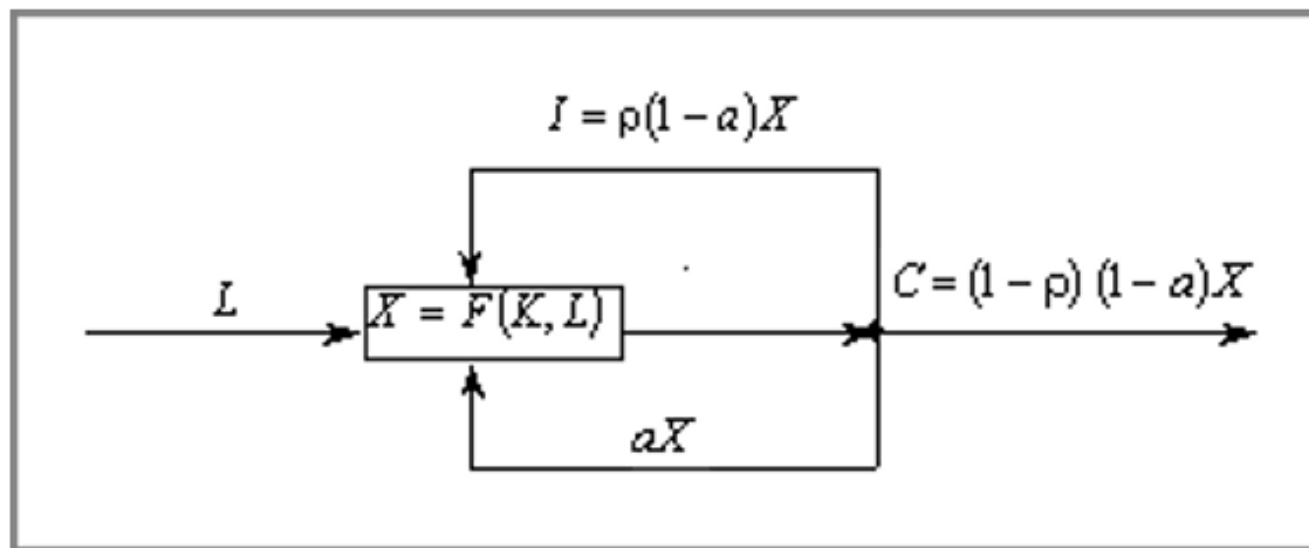 I = ρ(1 − a)X
C = (1 − ρ) (1 − a)X
L
X = F(K, L)
aX